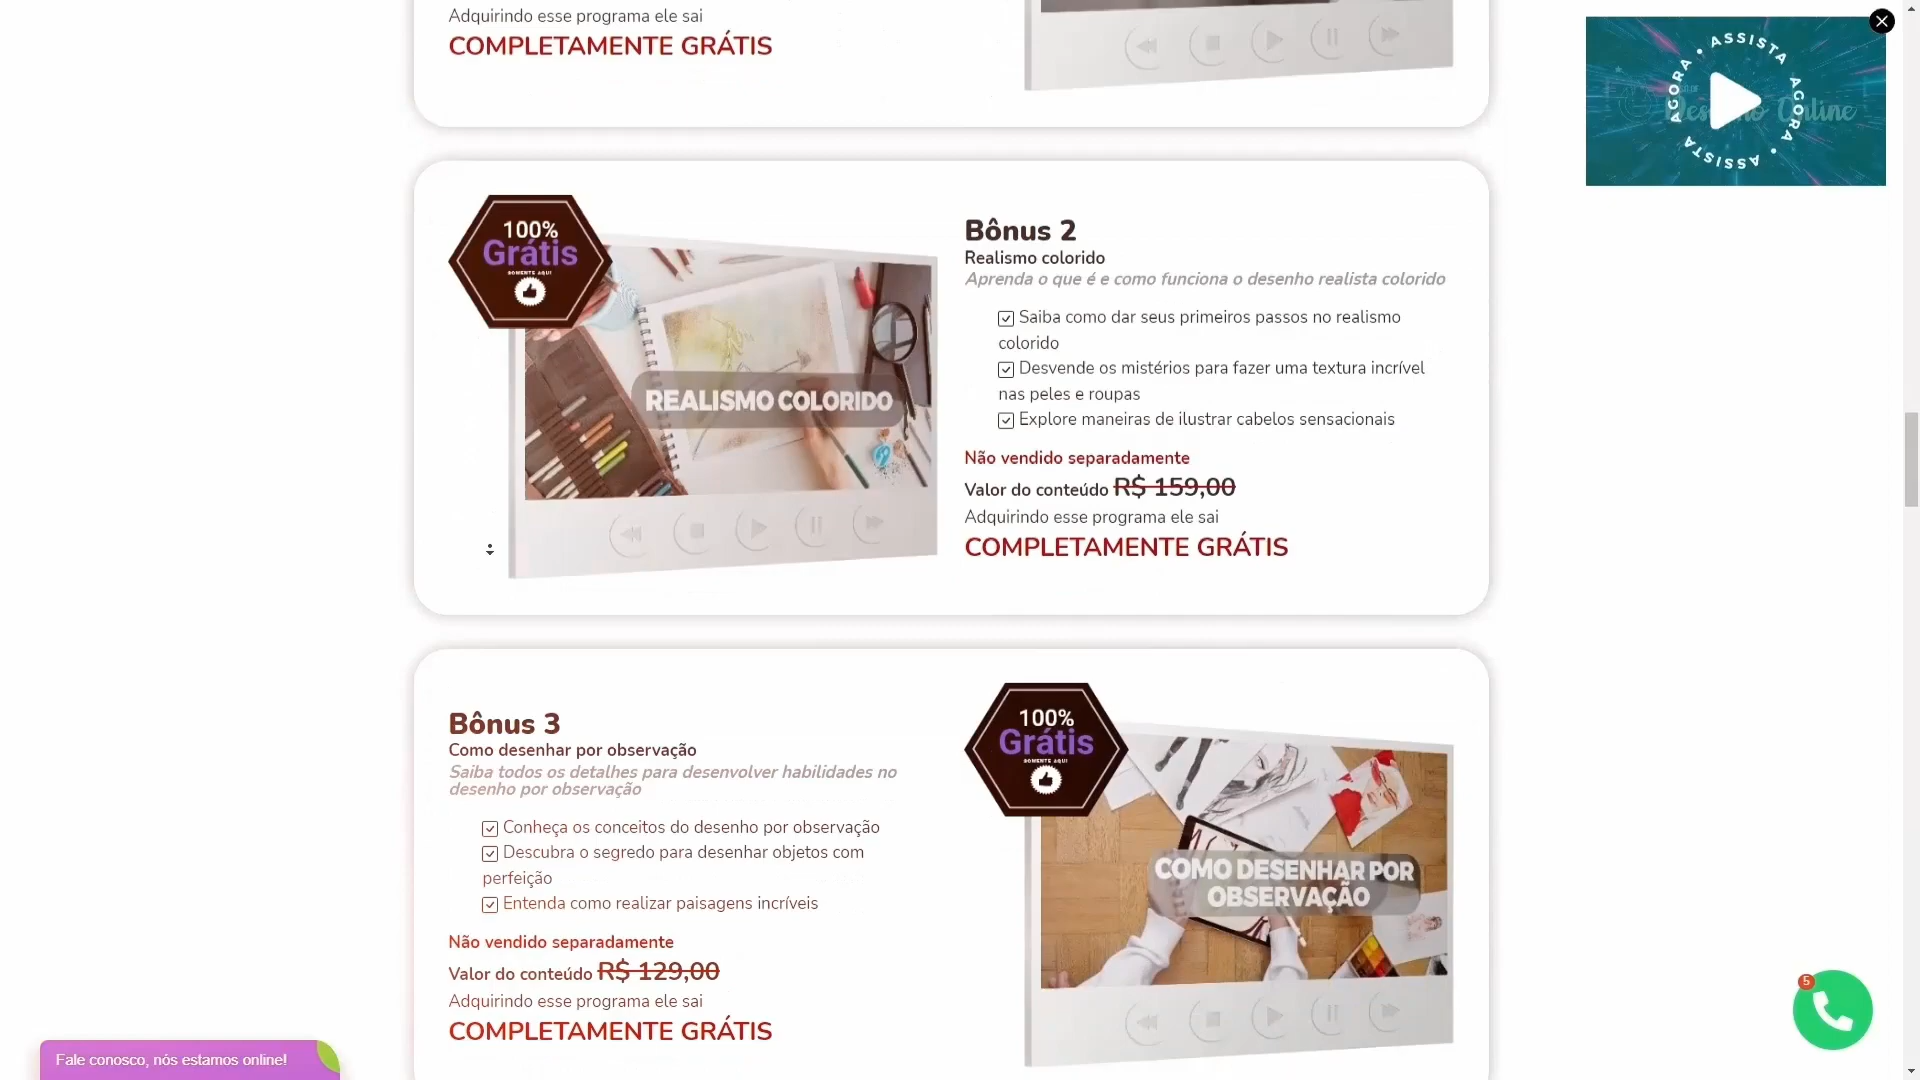 Adquirindo esse programa ele sai
COMPLETAMENTE GRÁTIS
ASSISTA AGORA • ASSISTA AGORA •
Online
100%
Grátis
SOMENTE AQUI
REALISMO COLORIDO
Bônus 2
Realismo colorido
Aprenda o que é e como funciona o desenho realista colorido
Saiba como dar seus primeiros passos no realismo
colorido
Desvende os mistérios para fazer uma textura incrível
nas peles e roupas
Explore maneiras de ilustrar cabelos sensacionais
Não vendido separadamente
Valor do conteúdo R$ 159,00
Adquirindo esse programa ele sai
COMPLETAMENTE GRÁTIS
Bônus 3
Como desenhar por observação
Saiba todos os detalhes para desenvolver habilidades no
desenho por observação
Conheça os conceitos do desenho por observação
Descubra o segredo para desenhar objetos com
perfeição
Entenda como realizar paisagens incríveis
Não vendido separadamente
Valor do conteúdo R$ 129,00
Adquirindo esse programa ele sai
COMPLETAMENTE GRÁTIS
100%
Grátis
SOMENTE AQUI
COMO DESENHAR POR
OBSERVAÇÃO
5
Fale conosco, nós estamos online!